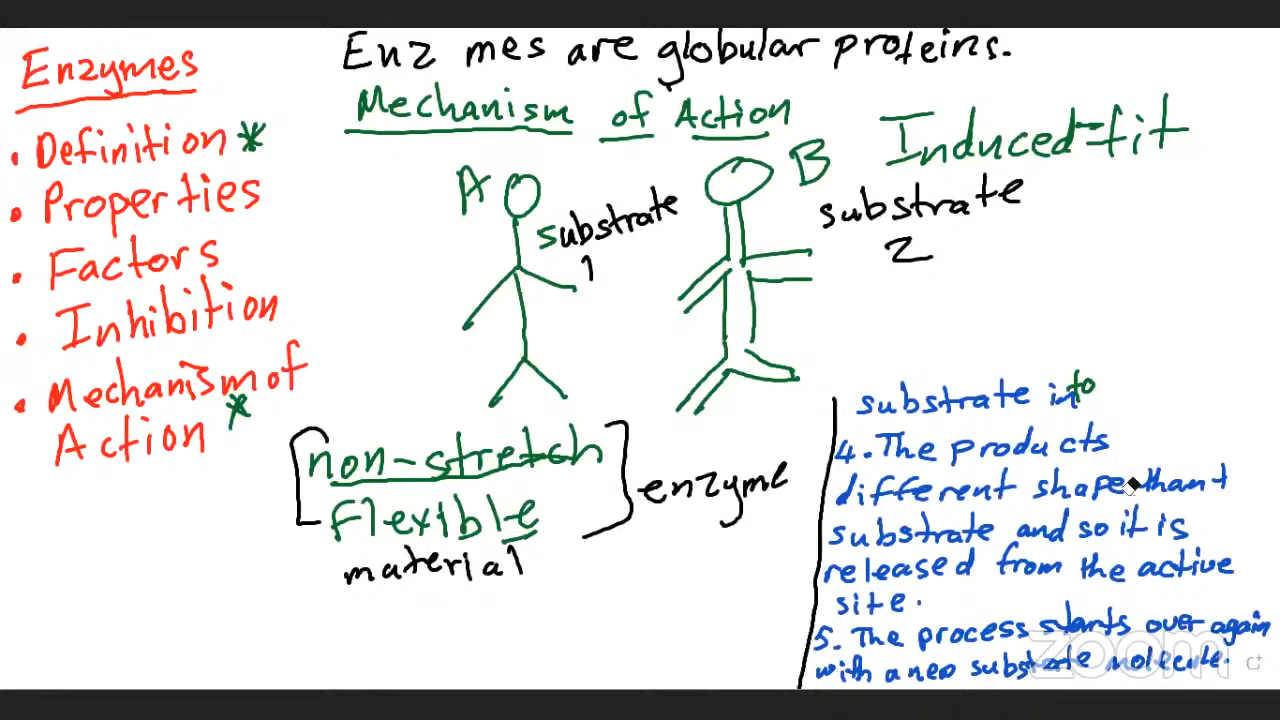 Enzymes
• Definition *
• Properties
• Factors
• Inhibition
• Mechanism of
Action *
Enz mes are globular proteins.
Mechanism of Action
Induced-fit
A
substrate
1
B
substrate
2
non-stretch
flexible
material
enzyme
substrate into
4. The products
different shape than t
substrate and so it is
released from the active
site.
5. The process starts over again
with a new substrate molecule.
zoom